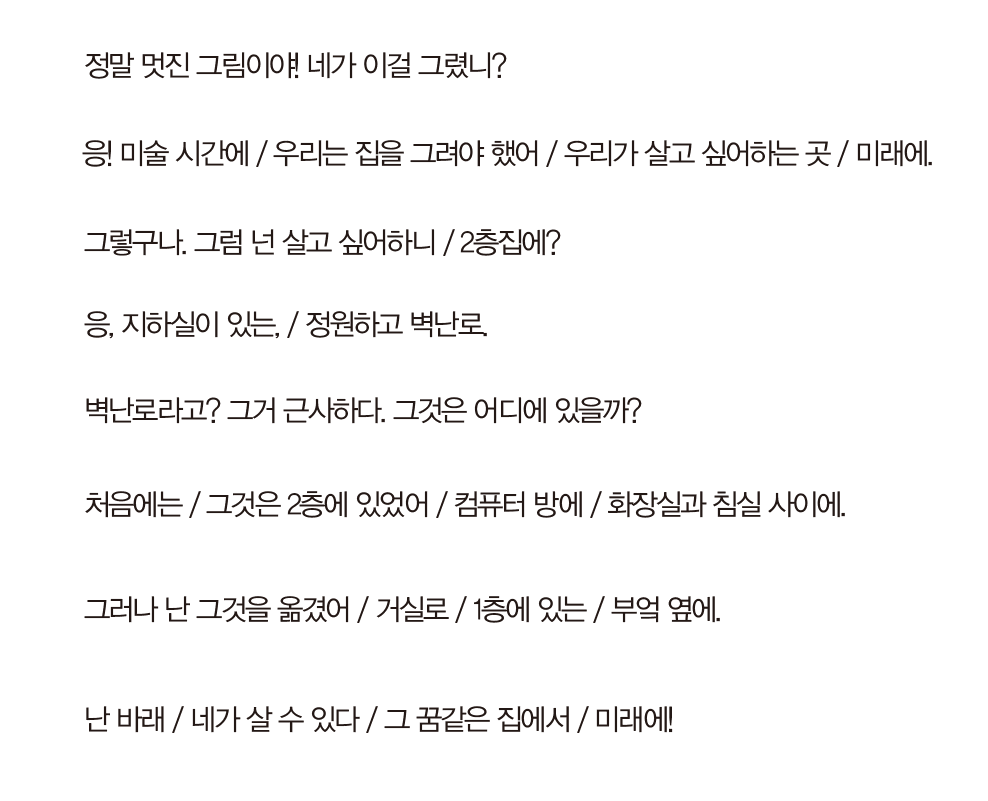 정말 멋진 그림이야! 네가 이걸 그렸니?
응! 미술 시간에 / 우리는 집을 그려야 했어 / 우리가 살고 싶어하는 곳 / 미래에.
그렇구나. 그럼 넌 살고 싶어하니 / 2층집에?
응, 지하실이 있는, / 정원하고 벽난로.
벽난로라고? 그거 근사하다. 그것은 어디에 있을까?
처음에는 / 그것은 2층에 있었어 / 컴퓨터 방에 / 화장실과 침실 사이에.
그러나 난 그것을 옮겼어 / 거실로 / 1층에 있는 / 부엌 옆에.
난 바래 / 네가 살 수 있다 / 그 꿈같은 집에서 / 미래에!